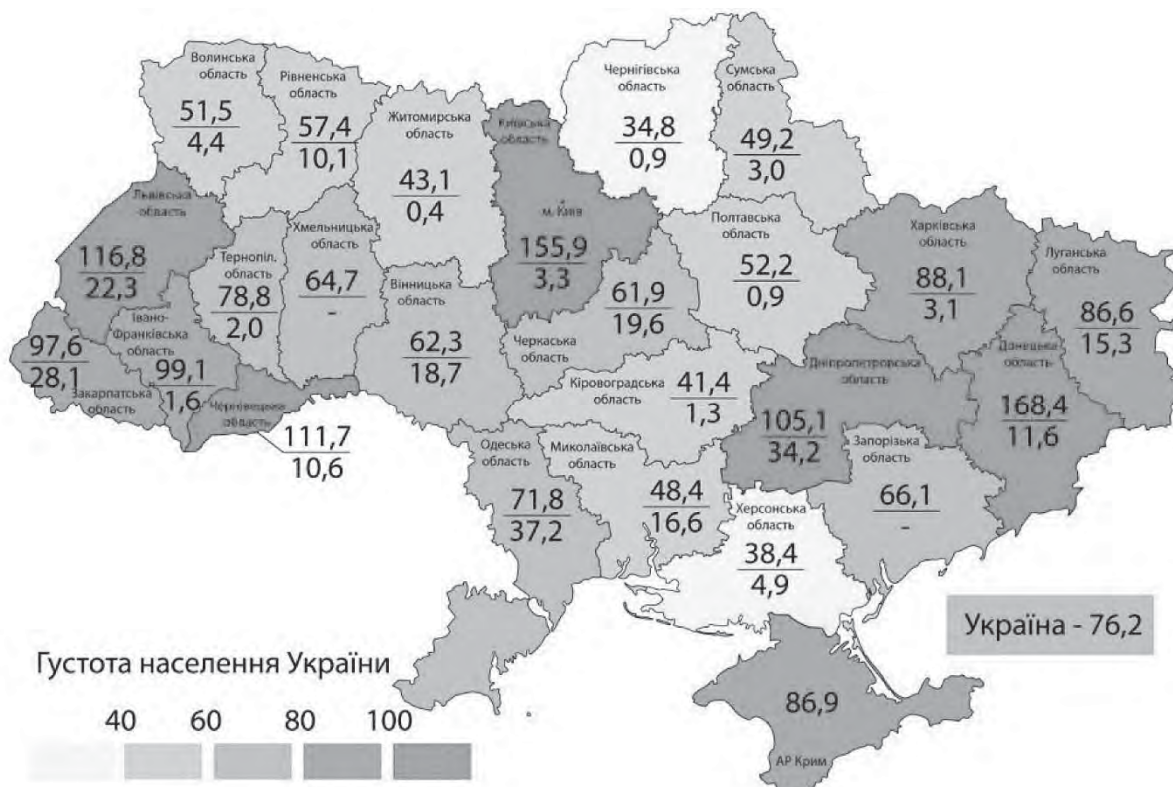 Волинська
область
51,5
4,4
Рівненська
область
57,4
10,1
Житомирська
область
43,1
0,4
Київська
область
м. Київ
155,9
3,3
Чернігівська
область
34,8
0,9
Сумська
область
49,2
3,0
Львівська
область
116,8
22,3
Тернопіл.
область
78,8
2,0
Хмельницька
область
64,7
-
Вінницька
область
62,3
18,7
61,9
19,6
Черкаська
область
Полтавська
область
52,2
0,9
Харківська
область
88,1
3,1
Луганська
область
86,6
15,3
97,6
28,1
Закарпатська
область
Івано-
Франківська
область
99,1
1,6
Чернівецька
область
111,7
10,6
Кіровоградська
область
41,4
1,3
Дніпропетровська
область
105,1
34,2
Донецька
область
168,4
11,6
Одеська
область
71,8
37,2
Миколаївська
область
48,4
16,6
Запорізька
область
66,1
-
Херсонська
область
38,4
4,9
Україна - 76,2
86,9
АР Крим
Густота населення України
40 60 80 100